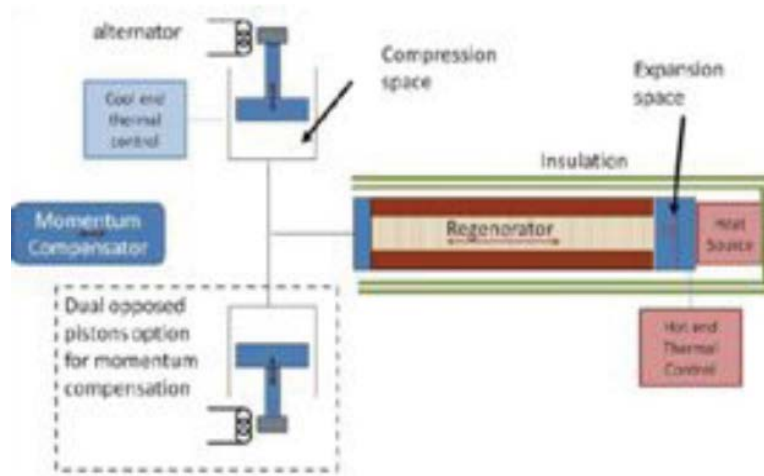 alternator
Compression
space
Expansion
space
Cool end
thermal
control
Insulation
Momentum
Compensator
Regenerator
Heat
Source
Dual opposed
pistons option
for momentum
compensation
Hot end
Thermal
Control